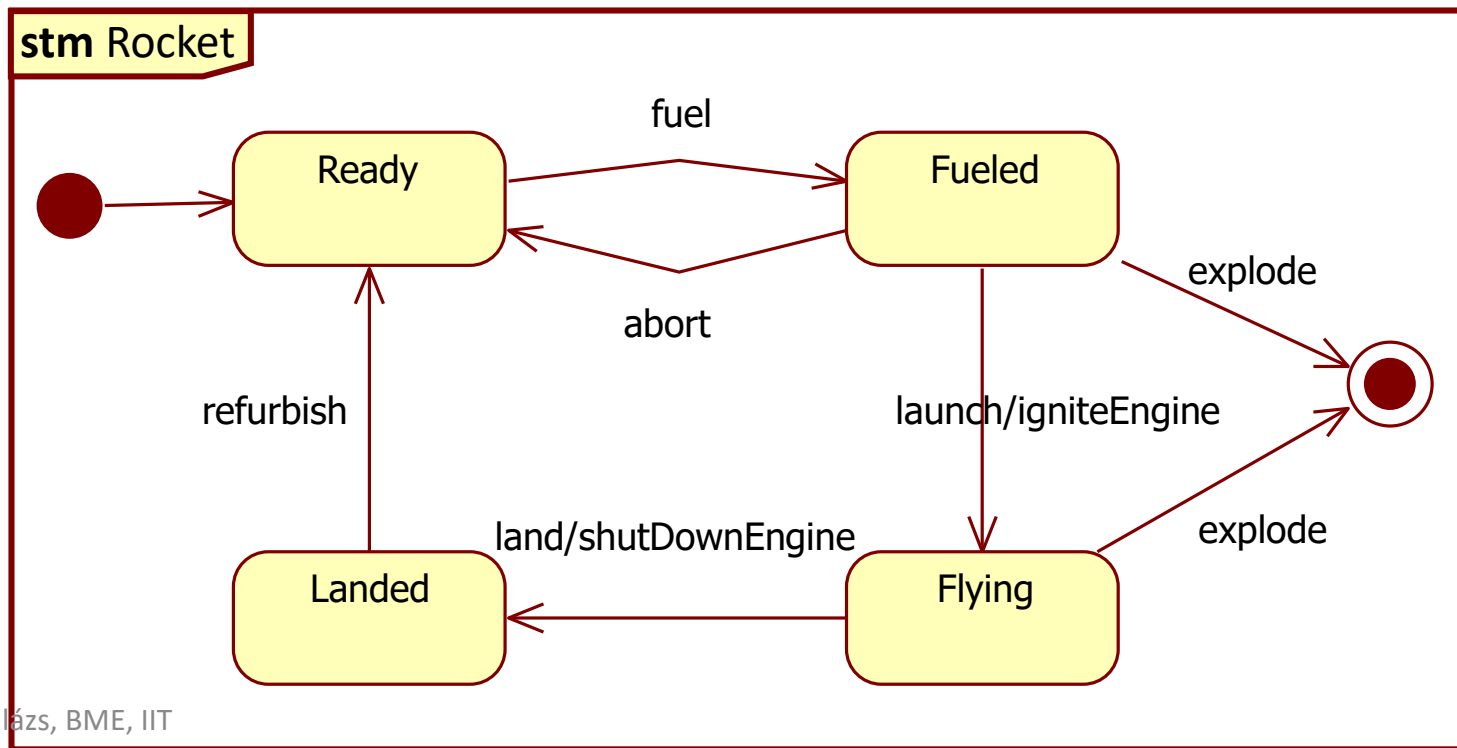 stm Rocket
fuel
Ready
Fueled
explode
abort
refurbish
launch/igniteEngine
land/shutDownEngine
explode
Landed
Flying
lázs, BME, IIT